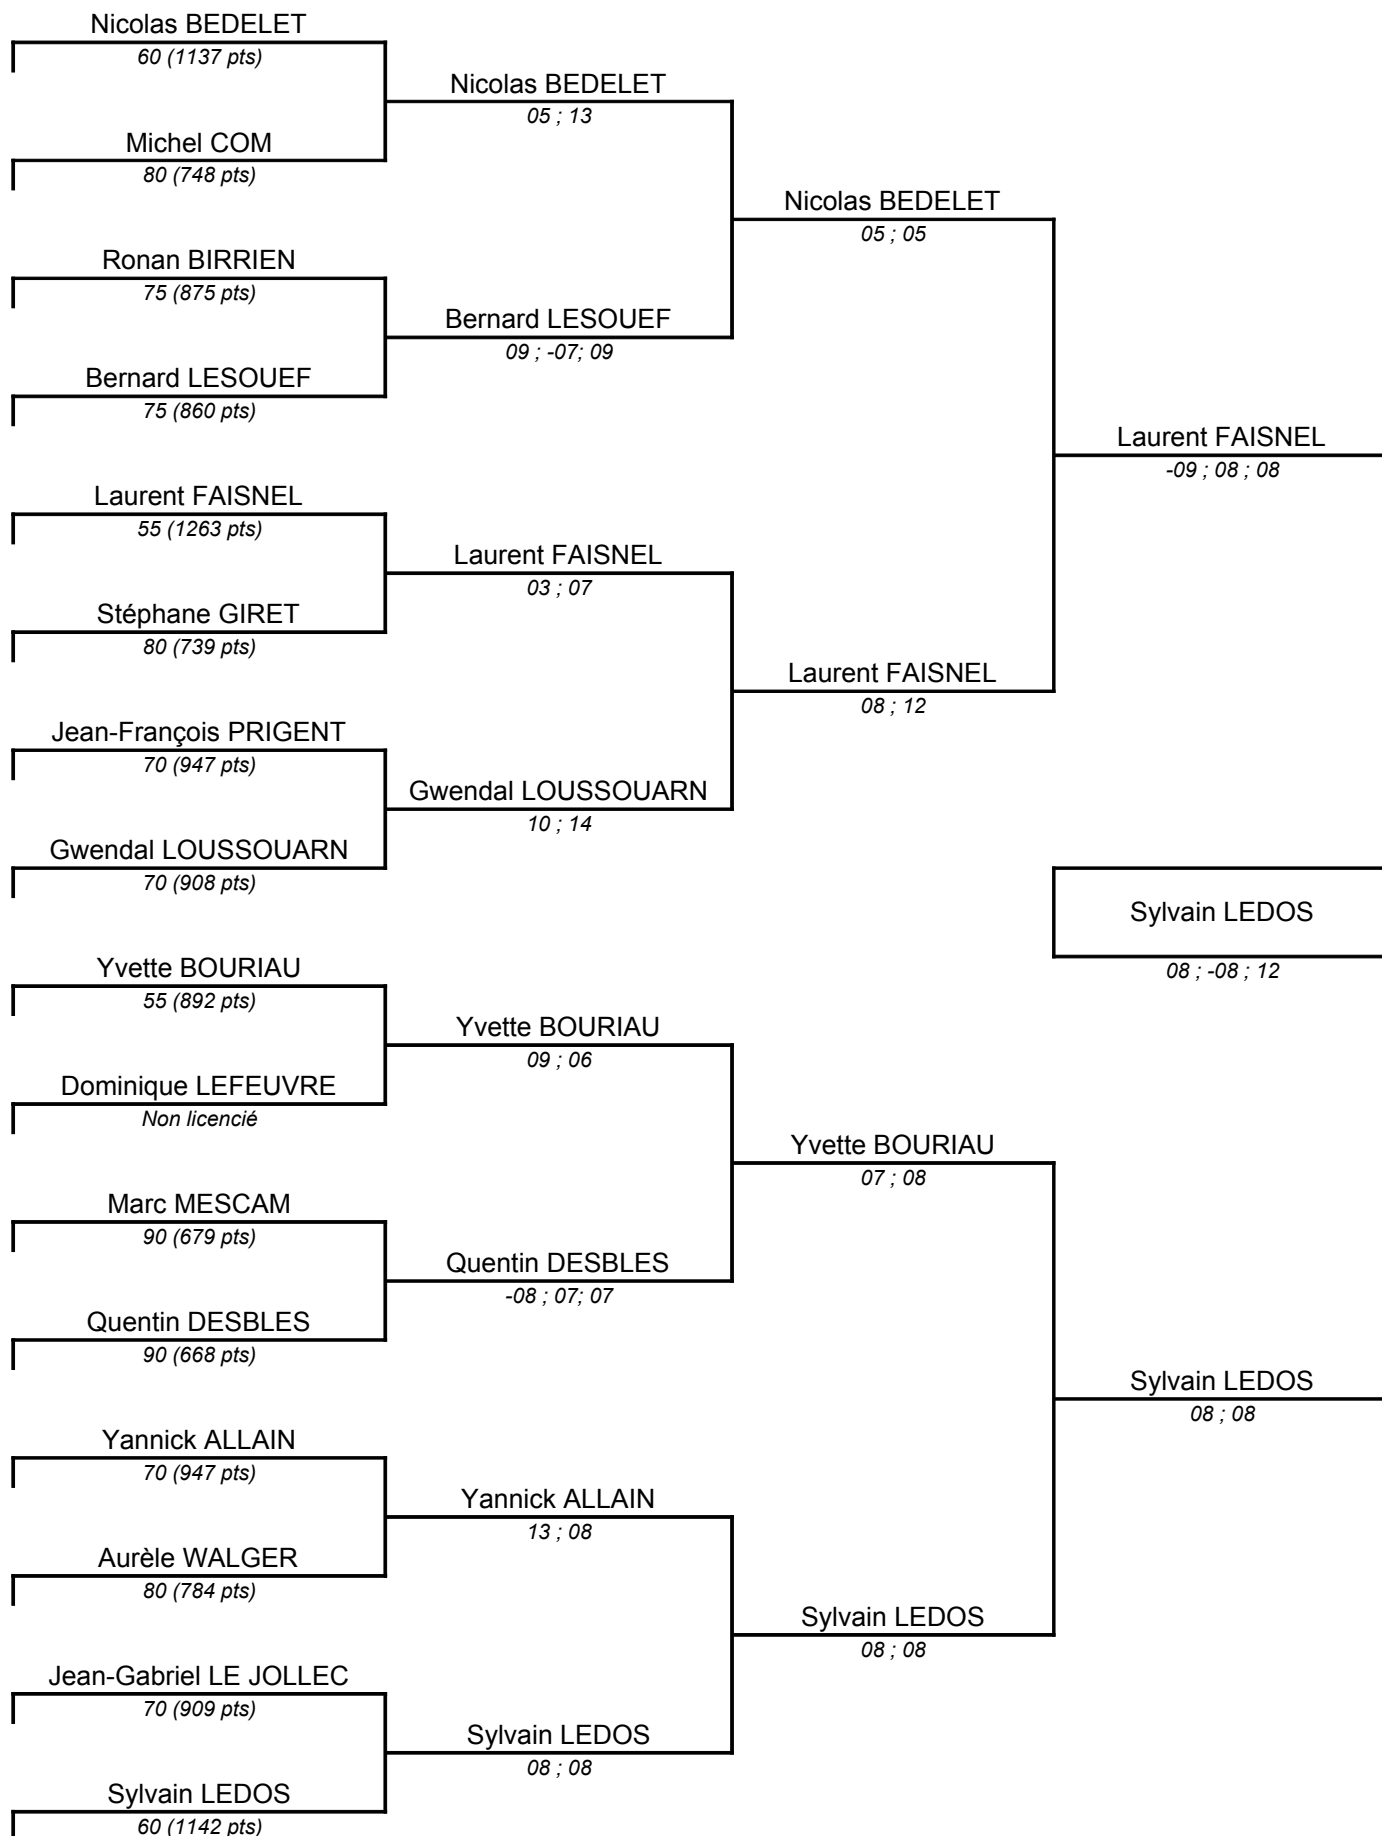 Nicolas BEDELET
60 (1137 pts)
Nicolas BEDELET
05 ; 13
Michel COM
80 (748 pts)
Nicolas BEDELET
05 ; 05
Ronan BIRRIEN
75 (875 pts)
Bernard LESOUEF
09 ; -07; 09
Bernard LESOUEF
75 (860 pts)
Laurent FAISNEL
-09 ; 08 ; 08
Laurent FAISNEL
55 (1263 pts)
Laurent FAISNEL
03 ; 07
Stéphane GIRET
80 (739 pts)
Laurent FAISNEL
08 ; 12
Jean-François PRIGENT
70 (947 pts)
Gwendal LOUSSOUARN
10 ; 14
Gwendal LOUSSOUARN
70 (908 pts)
Sylvain LEDOS
08 ; -08 ; 12
Yvette BOURIAU
55 (892 pts)
Yvette BOURIAU
09 ; 06
Dominique LEFEUVRE
Non licencié
Yvette BOURIAU
07 ; 08
Marc MESCAM
90 (679 pts)
Quentin DESBLES
-08 ; 07; 07
Quentin DESBLES
90 (668 pts)
Sylvain LEDOS
08 ; 08
Yannick ALLAIN
70 (947 pts)
Yannick ALLAIN
13 ; 08
Aurèle WALGER
80 (784 pts)
Sylvain LEDOS
08 ; 08
Jean-Gabriel LE JOLLEC
70 (909 pts)
Sylvain LEDOS
08 ; 08
Sylvain LEDOS
60 (1142 pts)